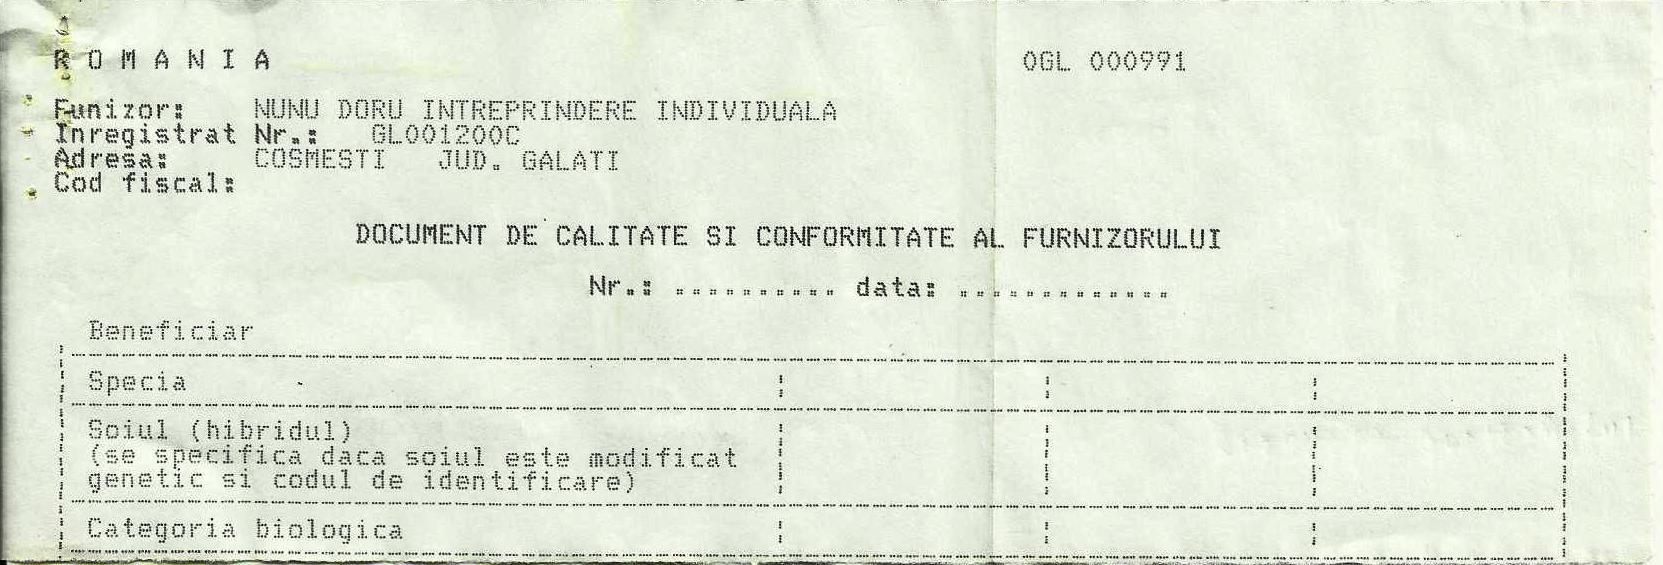 R O M A N I A OGL 000991
Funizor: NUNU DORU INTREPRINDERE INDIVIDUALA
Inregistrat Nr.: GL001200C
Adresa: COSMESTI JUD. GALATI
Cod fiscal:
DOCUMENT DE CALITATE SI CONFORMITATE AL FURNIZORULUI
Nr.: .......... data: .............
Beneficiar
Specia
Soiul (hibridul)
(se specifica daca soiul este modificat
genetic si codul de identificare)
Categoria biologica